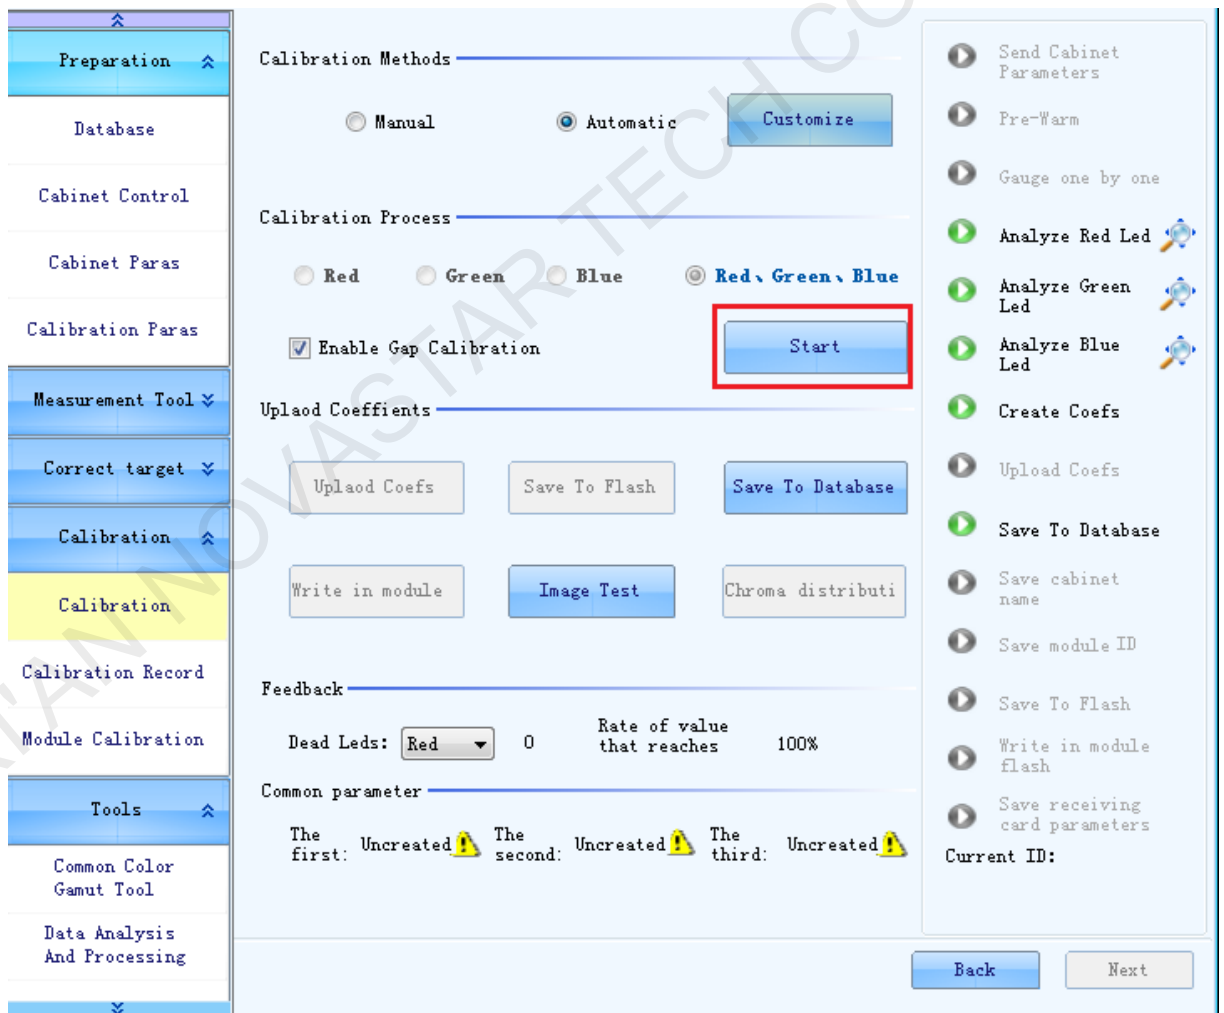 Preparation
Database
Cabinet Control
Cabinet Paras
Calibration Paras
Measurement Tool
Correct target
Calibration
Calibration
Calibration Record
Module Calibration
Tools
Common Color
Gamut Tool
Data Analysis
And Processing
Calibration Methods
Manual
Automatic
Customize
Calibration Process
Red
Green
Blue
Red、Green、Blue
Enable Gap Calibration
Start
Uplaod Coeffients
Uplaod Coefs
Save To Flash
Save To Database
Write in module
Image Test
Chroma distributi
Feedback
Dead Leds:
Red
0
Rate of value
that reaches
100%
Common parameter
The
first:
Uncreated
The
second:
Uncreated
The
third:
Uncreated
Send Cabinet
Parameters
Pre-Warm
Gauge one by one
Analyze Red Led
Analyze Green
Led
Analyze Blue
Led
Create Coefs
Upload Coefs
Save To Database
Save cabinet
name
Save module ID
Save To Flash
Write in module
flash
Save receiving
card parameters
Current ID:
Back
Next
AN NOVASTAR TECH CO